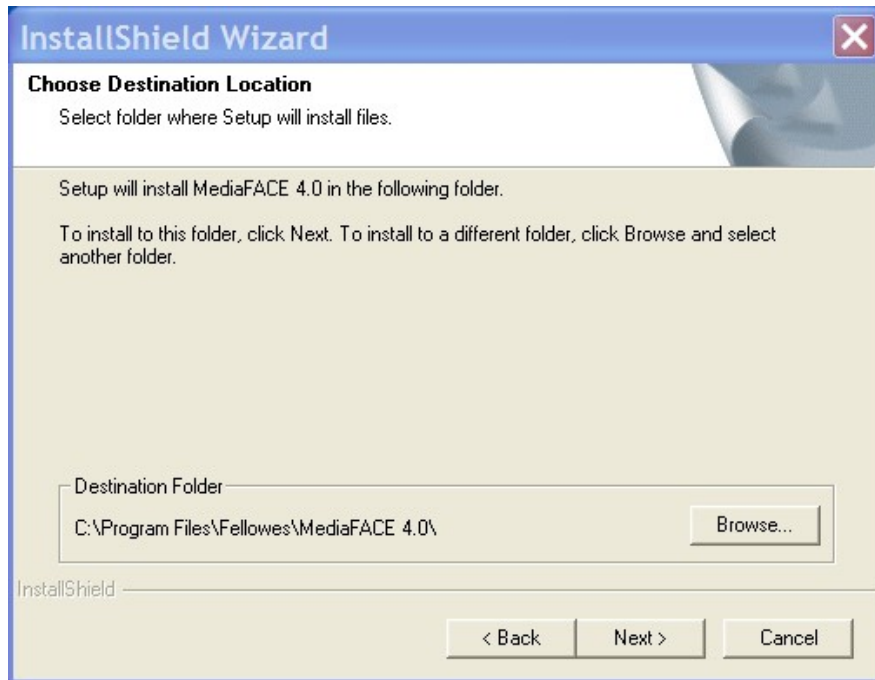 InstallShield Wizard
Choose Destination Location
Select folder where Setup will install files.
Setup will install MediaFACE 4.0 in the following folder.
To install to this folder, click Next. To install to a different folder, click Browse and select
another folder.
Destination Folder
C:\Program Files\Fellowes\MediaFACE 4.0\
Browse...
InstallShield
< Back
Next >
Cancel